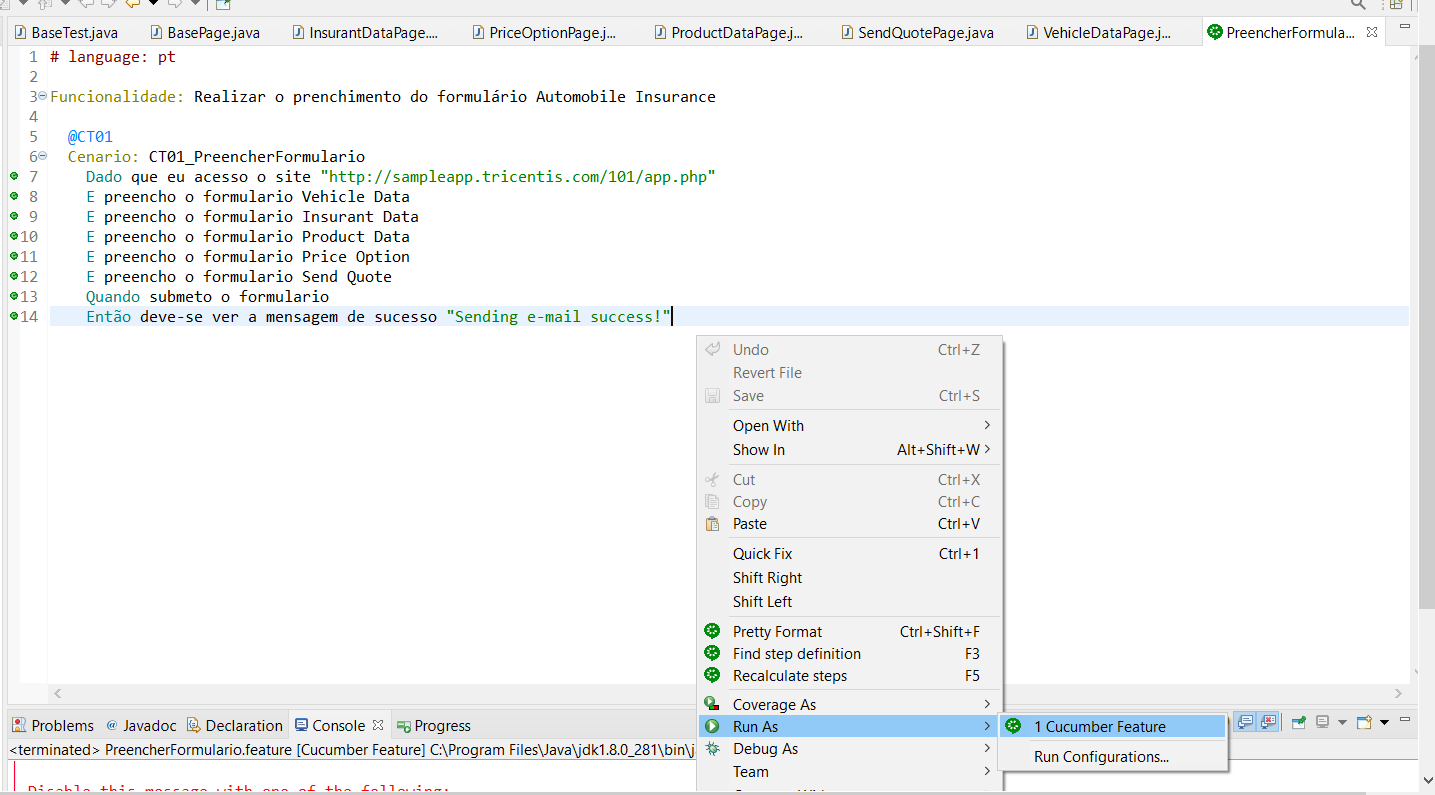 BaseTest.java BasePage.java InsurantDataPage.... PriceOptionPage.j... ProductDataPage.j... SendQuotePage.java VehicleDataPage.j... PreencherFormula...
1 # language: pt
2
3 Funcionalidade: Realizar o prenchimento do formulário Automobile Insurance
4
5 @CT01
6 Cenario: CT01_PreencherFormulario
7 Dado que eu acesso o site "http://sampleapp.tricentis.com/101/app.php"
8 E preencho o formulario Vehicle Data
9 E preencho o formulario Insurant Data
10 E preencho o formulario Product Data
11 E preencho o formulario Price Option
12 E preencho o formulario Send Quote
13 Quando submeto o formulario
14 Então deve-se ver a mensagem de sucesso "Sending e-mail success!"
Undo Ctrl+Z
Revert File
Save Ctrl+S
Open With
Show In Alt+Shift+W
Cut Ctrl+X
Copy Ctrl+C
Paste Ctrl+V
Quick Fix Ctrl+1
Shift Right
Shift Left
Pretty Format Ctrl+Shift+F
Find step definition F3
Recalculate steps F5
Coverage As
Run As
Debug As
Team
1 Cucumber Feature
Run Configurations...
Problems Javadoc Declaration Console Progress
<terminated> PreencherFormulario.feature [Cucumber Feature] C:\Program Files\Java\jdk1.8.0_281\bin\j
Disable this message with one of the following: